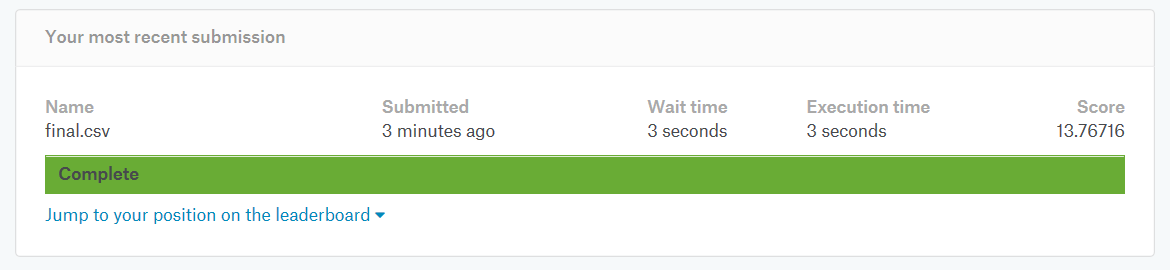 Your most recent submission
Name Submitted Wait time Execution time Score
final.csv 3 minutes ago 3 seconds 3 seconds 13.76716
Complete
Jump to your position on the leaderboard